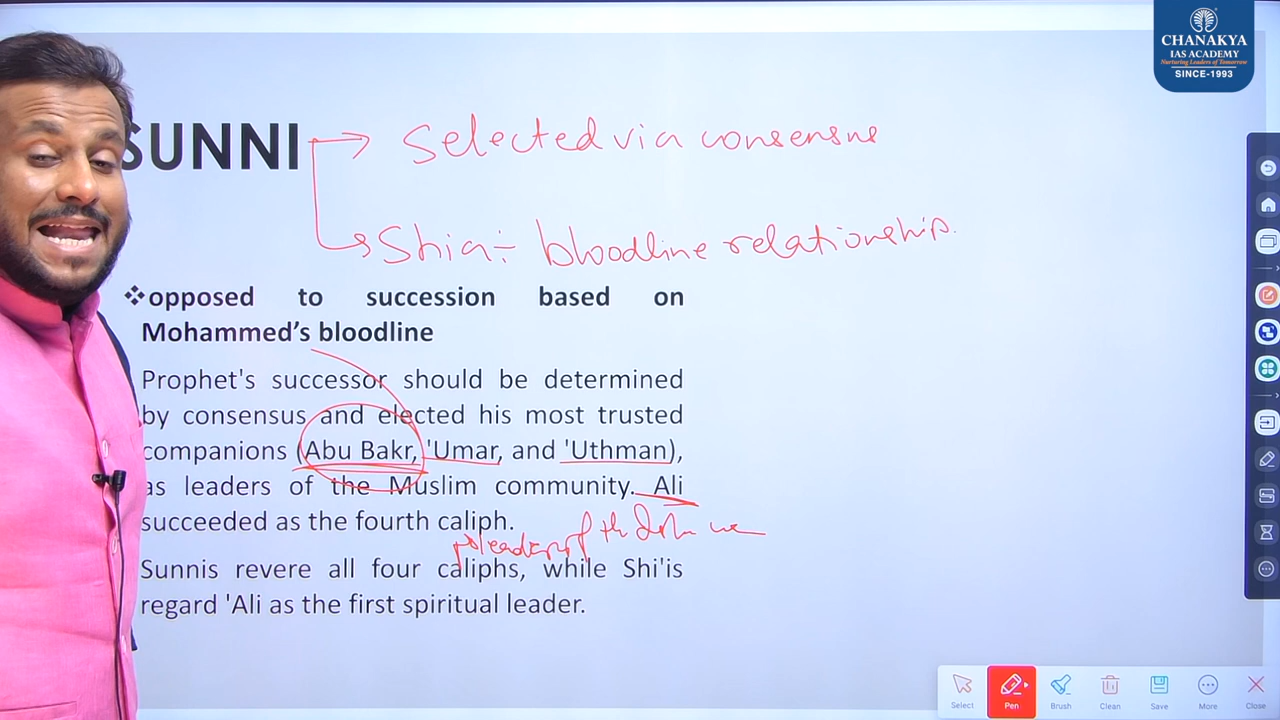 CHANAKYA
IAS ACADEMY
Nurturing Leaders of Tomorrow
SINCE-1993
SUNNI
Selected via consensus
Shia:- bloodline relationship.
❖opposed to succession based on
Mohammed’s bloodline
Prophet's successor should be determined
by consensus and elected his most trusted
companions (Abu Bakr, 'Umar, and 'Uthman),
as leaders of the Muslim community. Ali
succeeded as the fourth caliph.
Sunnis revere all four caliphs, while Shi'is
regard 'Ali as the first spiritual leader.
Select
Pen
Brush
Clean
Save
More
Close